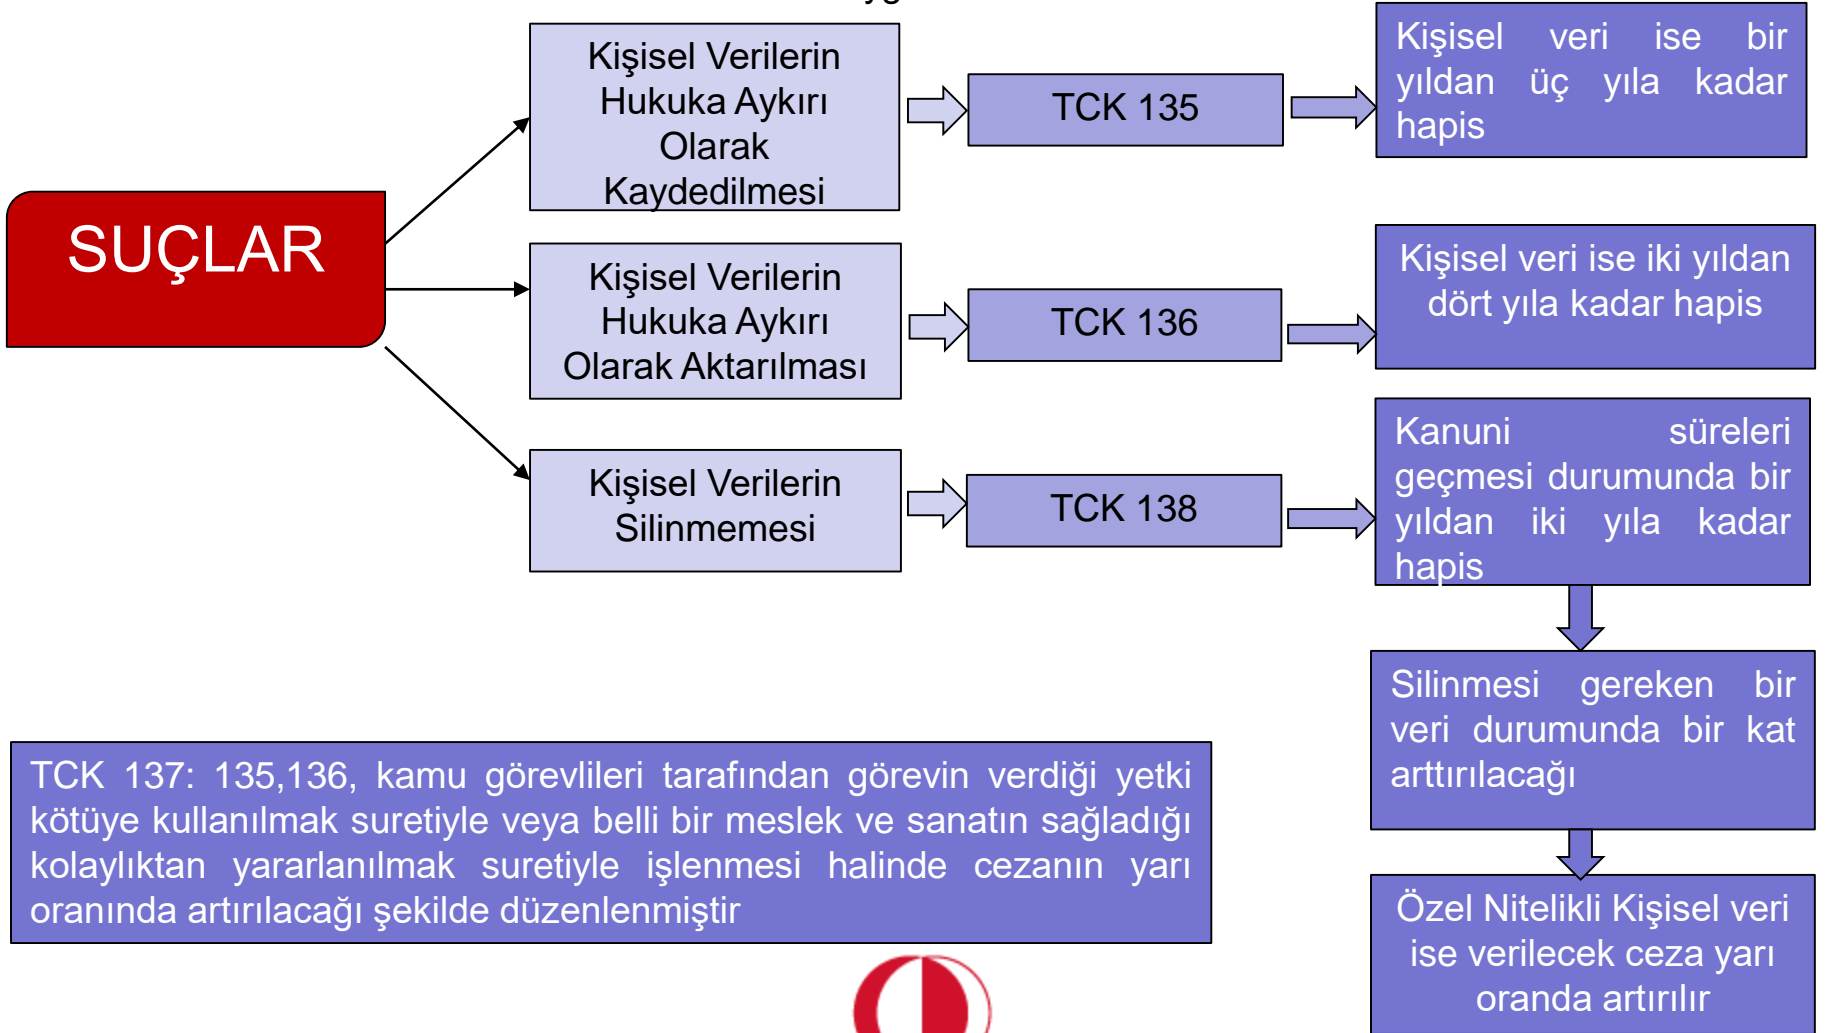 Kişisel Verilerin
Hukuka Aykırı
Olarak
Kaydedilmesi
TCK 135
Kişisel veri ise bir
yıldan üç yıla kadar
hapis
SUÇLAR
Kişisel Verilerin
Hukuka Aykırı
Olarak Aktarılması
TCK 136
Kişisel veri ise iki yıldan
dört yıla kadar hapis
Kişisel Verilerin
Silinmemesi
TCK 138
Kanuni süreleri
geçmesi durumunda bir
yıldan iki yıla kadar
hapis
Silinmesi gereken bir
veri durumunda bir kat
arttırılacağı
TCK 137: 135,136, kamu görevlileri tarafından görevin verdiği yetki
kötüye kullanılmak suretiyle veya belli bir meslek ve sanatın sağladığı
kolaylıktan yararlanılmak suretiyle işlenmesi halinde cezanın yarı
oranında artırılacağı şekilde düzenlenmiştir
Özel Nitelikli Kişisel veri
ise verilecek ceza yarı
oranda artırılır